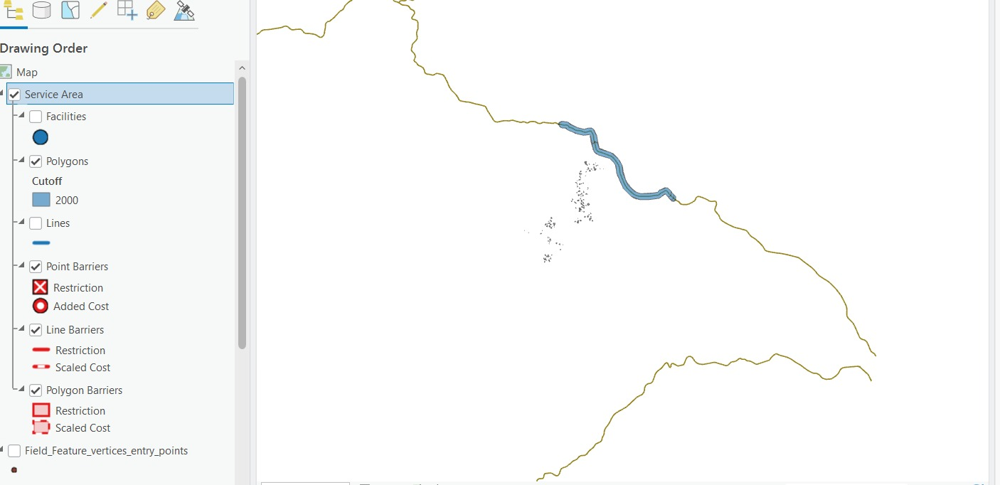 Drawing Order
Map
Service Area
Facilities
Polygons
Cutoff
2000
Lines
Point Barriers
Restriction
Added Cost
Line Barriers
Restriction
Scaled Cost
Polygon Barriers
Restriction
Scaled Cost
Field_Feature_vertices_entry_points